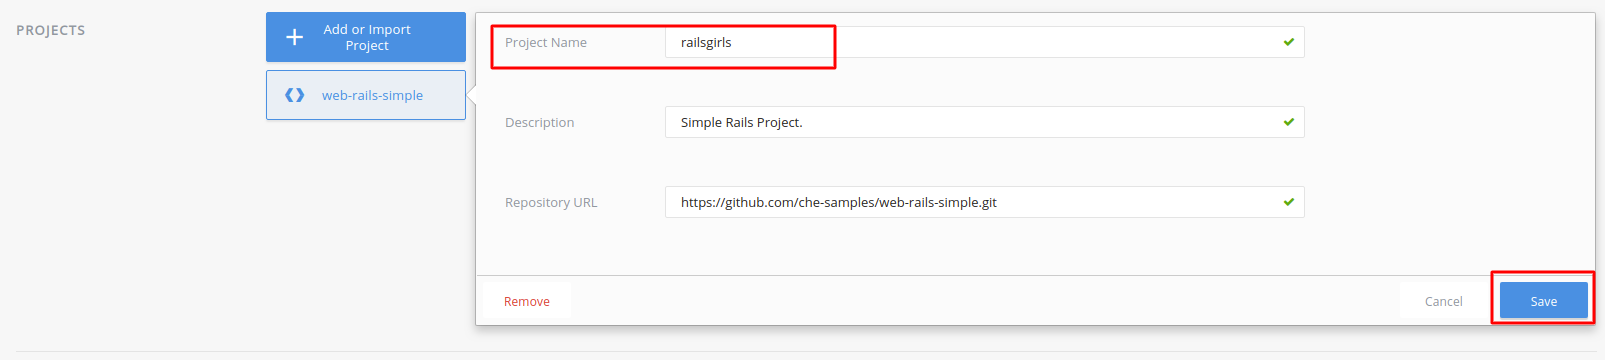 PROJECTS
Add or Import
Project
web-rails-simple
Project Name
railsgirls
Description
Simple Rails Project.
Repository URL
https://github.com/che-samples/web-rails-simple.git
Remove
Cancel
Save